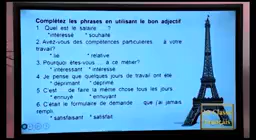 Complétez les phrases en utilisant le bon adjectif
1. Quel est le salaire ?
*intéressé * souhaité
2. Avez-vous des compétences particulières à votre
travail?
* lié * relative
3. Pourquoi êtes-vous à ce métier?
* intéressant * intéressé
4. Je pense que quelques jours de travail ont été
* déprimant * déprimé
5. C'est de faire la même chose tous les jours
* ennuyé * ennuyant
6. C'était le formulaire de demande que j'ai jamais
rempli.
* satisfaisant * satisfait
français